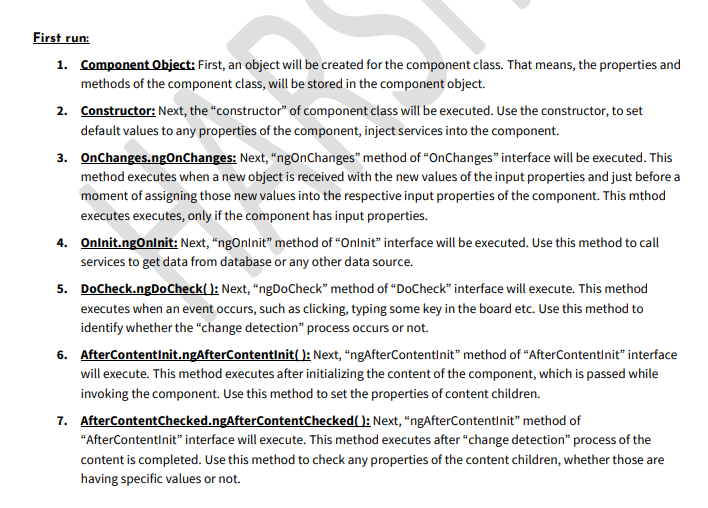 First run:
1. Component Object: First, an object will be created for the component class. That means, the properties and
methods of the component class, will be stored in the component object.
2. Constructor: Next, the “constructor” of component class will be executed. Use the constructor, to set
default values to any properties of the component, inject services into the component.
3. OnChanges.ngOnChanges: Next, “ngOnChanges” method of “OnChanges” interface will be executed. This
method executes when a new object is received with the new values of the input properties and just before a
moment of assigning those new values into the respective input properties of the component. This mthod
executes executes, only if the component has input properties.
4. OnInit.ngOnInit: Next, “ngOnInit” method of “OnInit” interface will be executed. Use this method to call
services to get data from database or any other data source.
5. DoCheck.ngDoCheck( ): Next, “ngDoCheck” method of “DoCheck” interface will execute. This method
executes when an event occurs, such as clicking, typing some key in the board etc. Use this method to
identify whether the “change detection” process occurs or not.
6. AfterContentInit.ngAfterContentInit( ): Next, “ngAfterContentInit” method of “AfterContentInit” interface
will execute. This method executes after initializing the content of the component, which is passed while
invoking the component. Use this method to set the properties of content children.
7. AfterContentChecked.ngAfterContentChecked( ): Next, “ngAfterContentInit” method of
“AfterContentInit” interface will execute. This method executes after “change detection” process of the
content is completed. Use this method to check any properties of the content children, whether those are
having specific values or not.